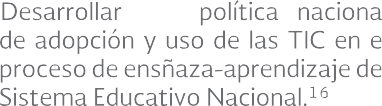 Desarrollar política naciona
de adopción y uso de las TIC en e
proceso de ensñaza-aprendizaje de
Sistema Educativo Nacional.¹⁶